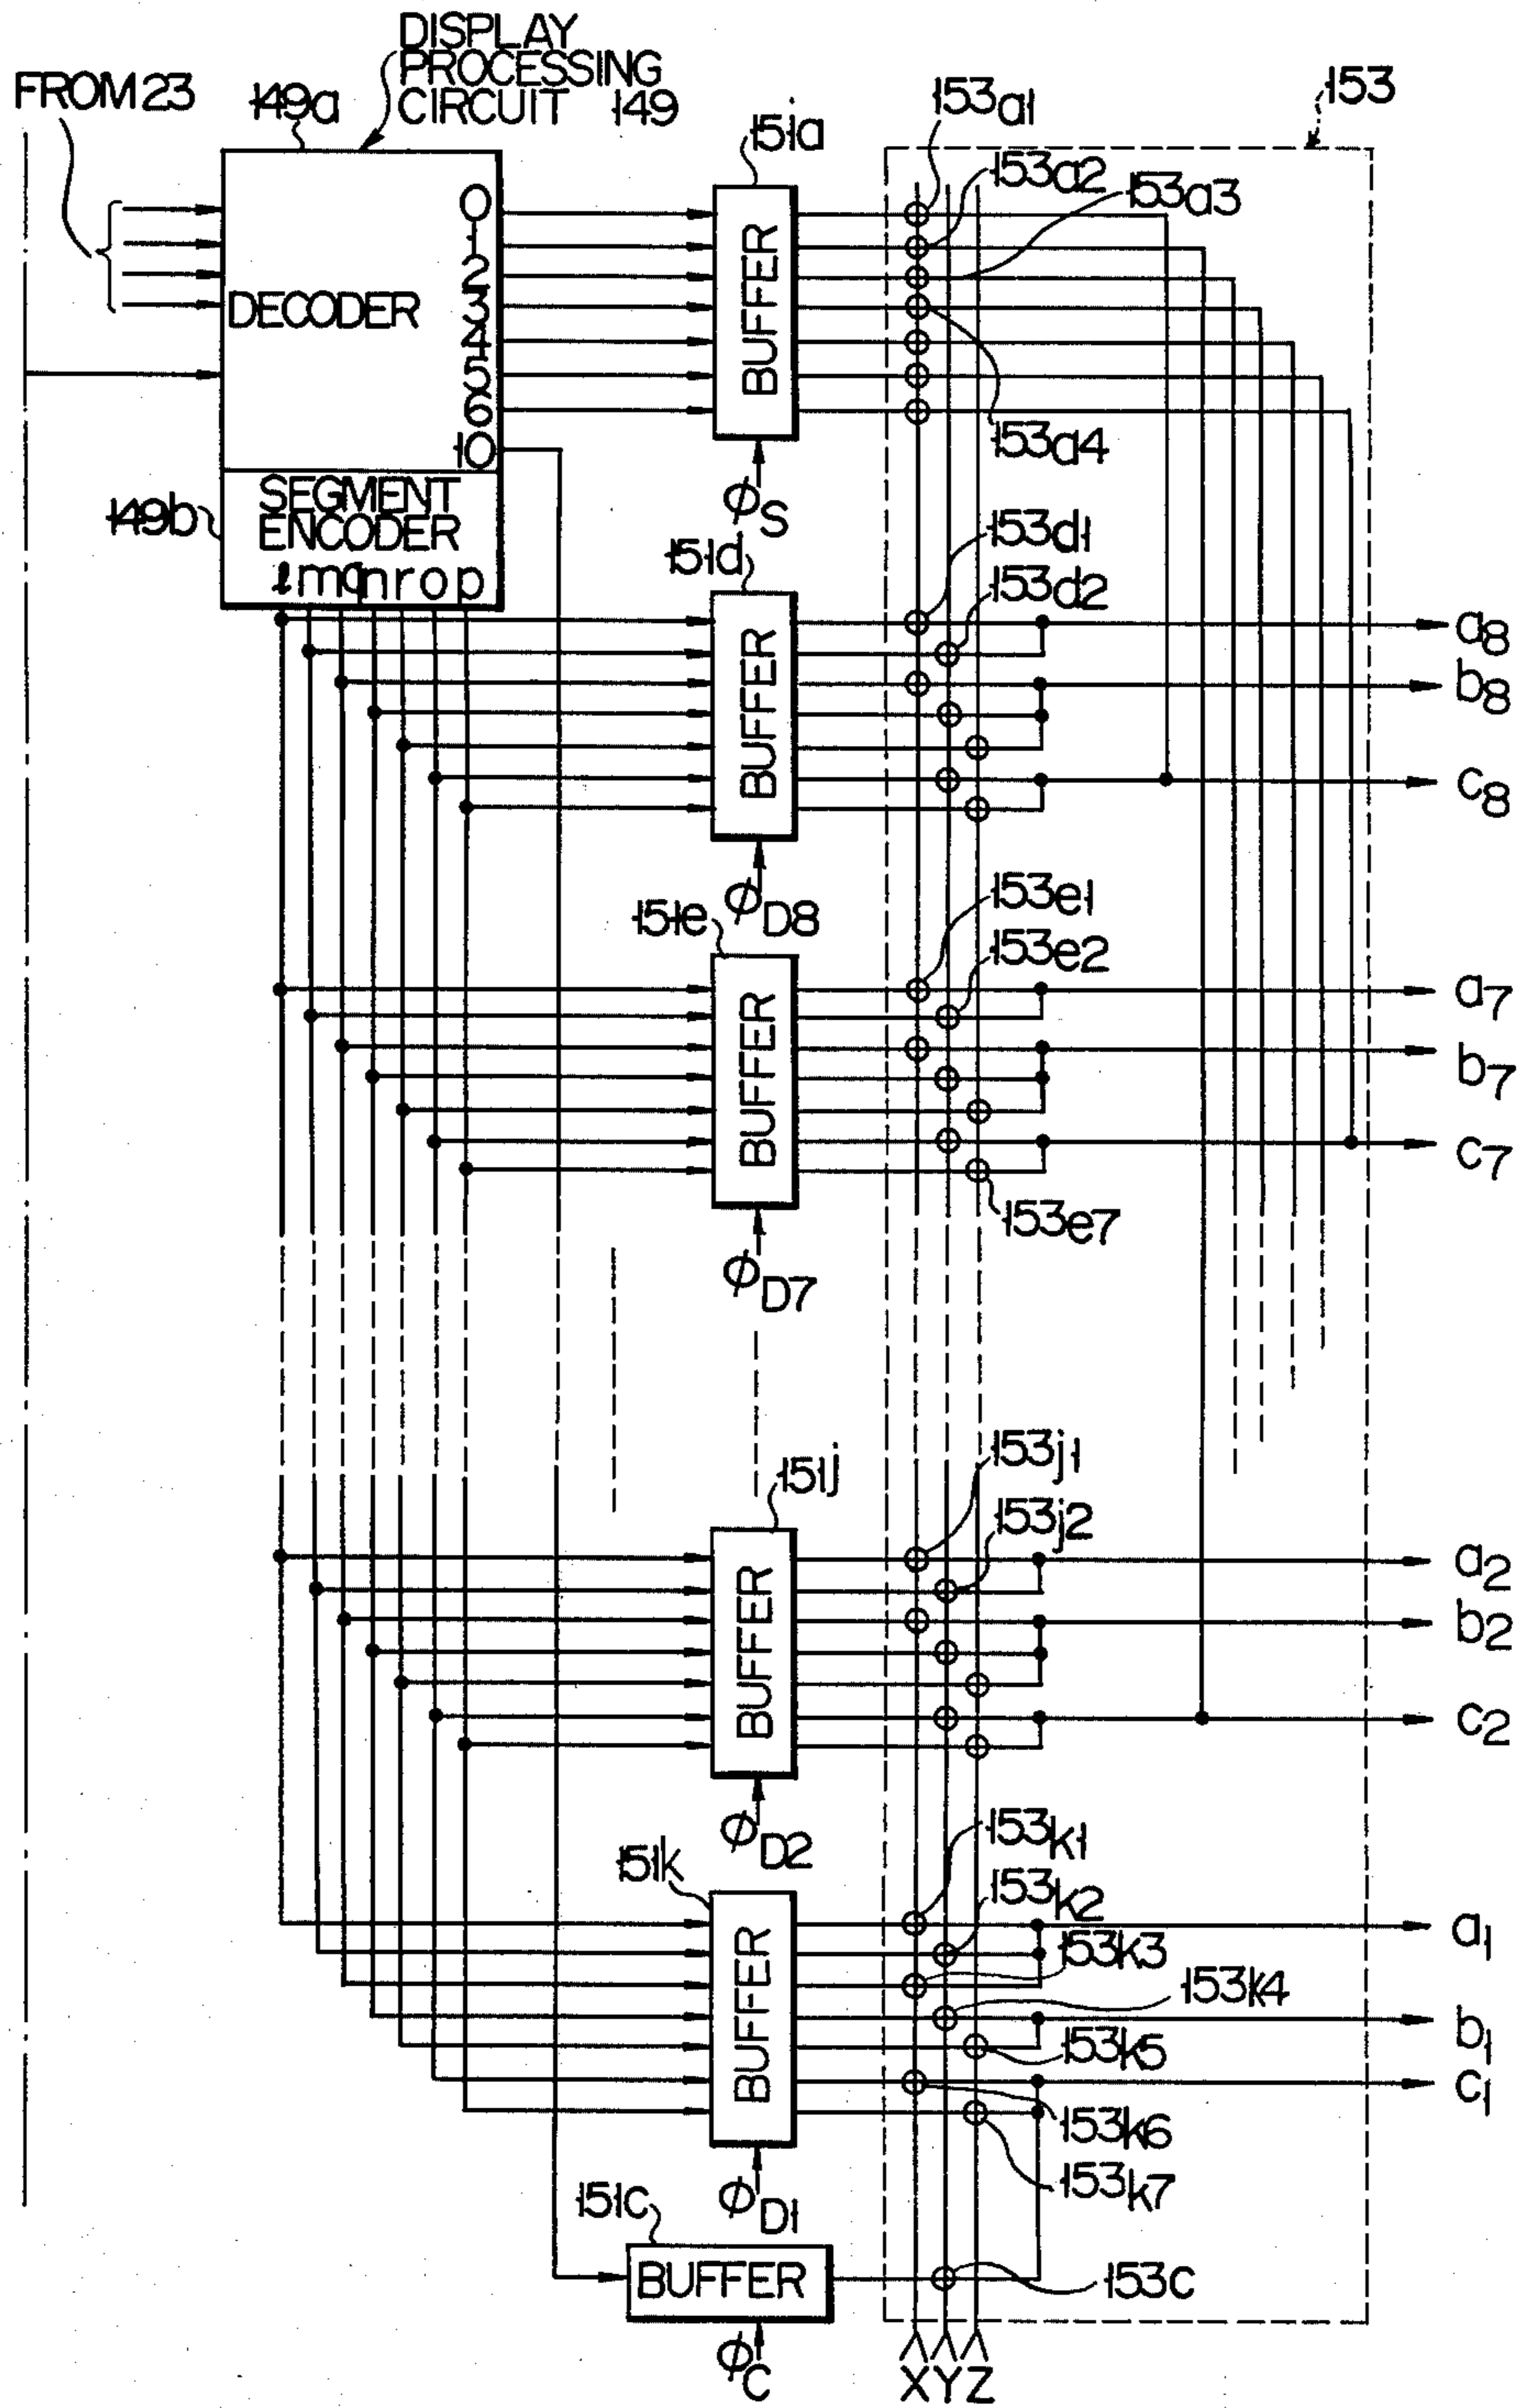 DISPLAY
PROCESSING
CIRCUIT 149
FROM 23
149a
151a
153a1
153
153a2
153a3
0
1
2
3
4
5
6
10
DECODER
BUFFER
153a4
149b
SEGMENT
ENCODER
l m q n r o p
ϕS
151d
153d1
153d2
BUFFER
a8
b8
c8
ϕD8
151e
153e1
153e2
BUFFER
a7
b7
c7
153e7
ϕD7
151j
153j1
153j2
BUFFER
a2
b2
c2
ϕD2
151k
153k1
153k2
153k3
153k4
BUFFER
a1
b1
153k5
c1
153k6
153k7
ϕD1
151c
BUFFER
153c
ϕC
X Y Z